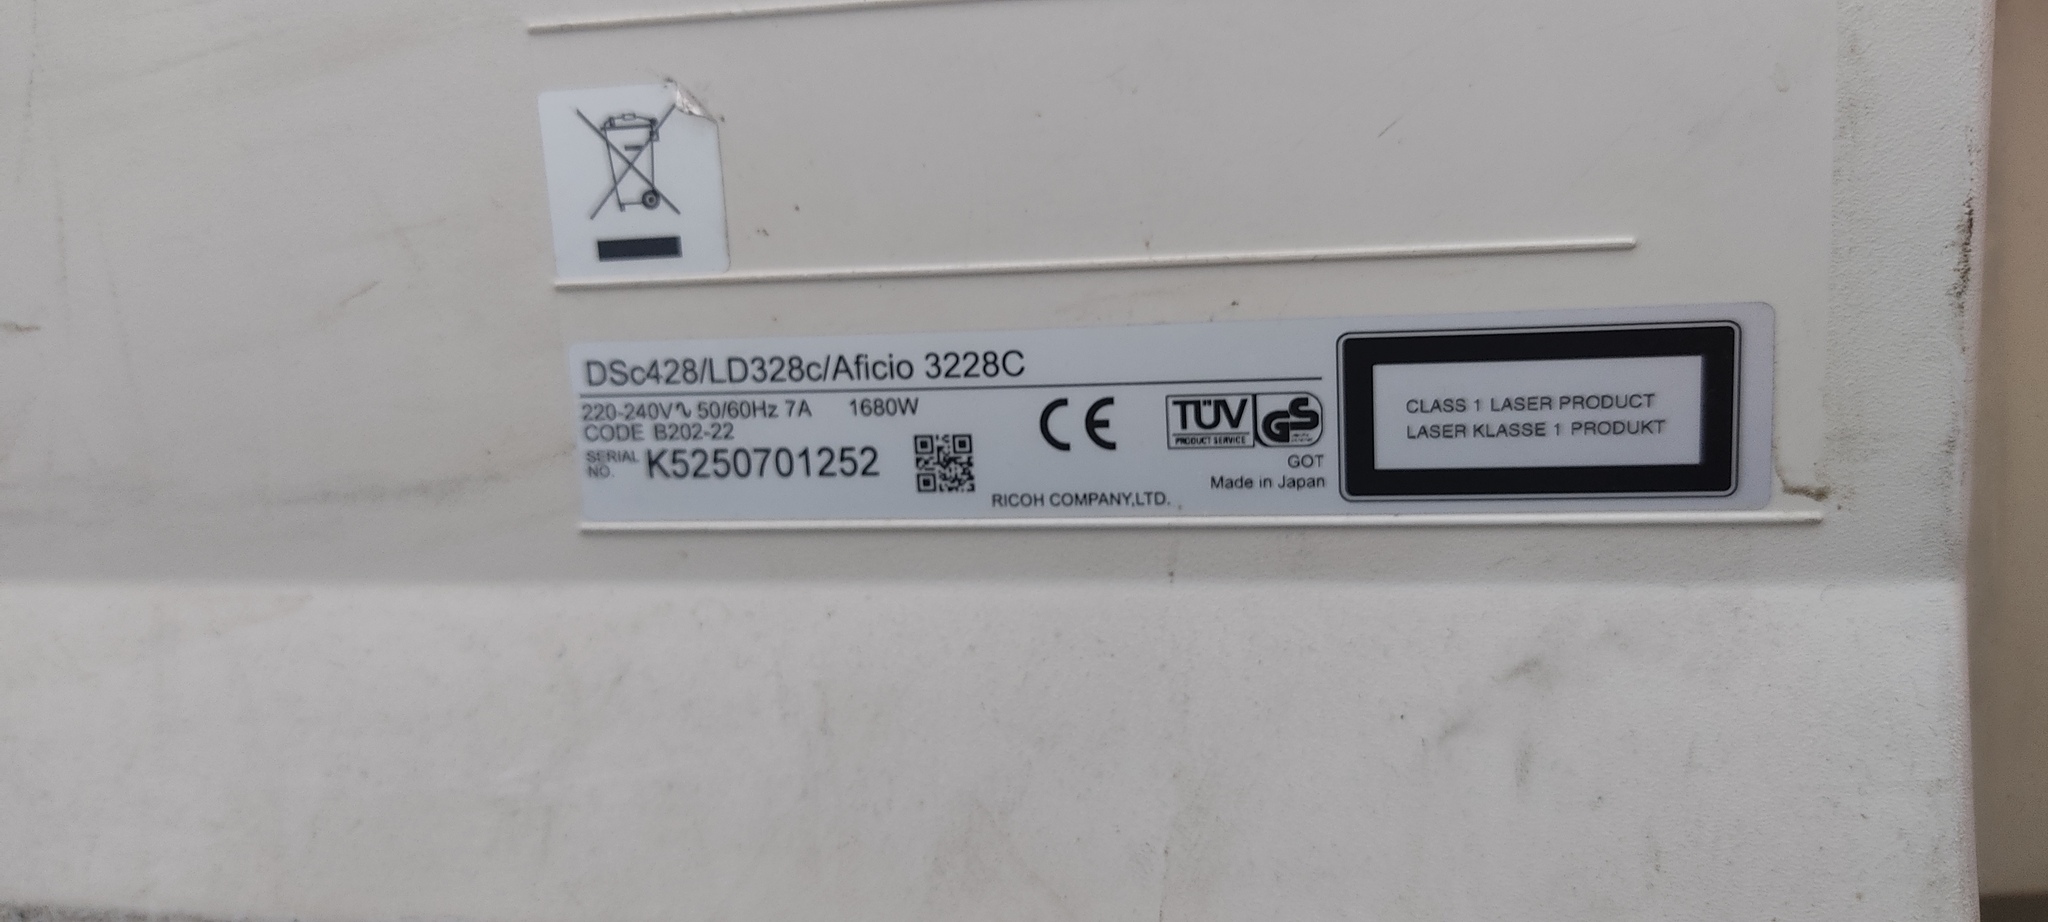 DSc428/LD328c/Aficio 3228C
220-240V∿ 50/60Hz 7A 1680W
CODE B202-22
SERIAL NO. K5250701252
RICOH COMPANY,LTD.
CE
TÜV
PRODUCT SERVICE
GS
GOT
Made in Japan
CLASS 1 LASER PRODUCT
LASER KLASSE 1 PRODUKT